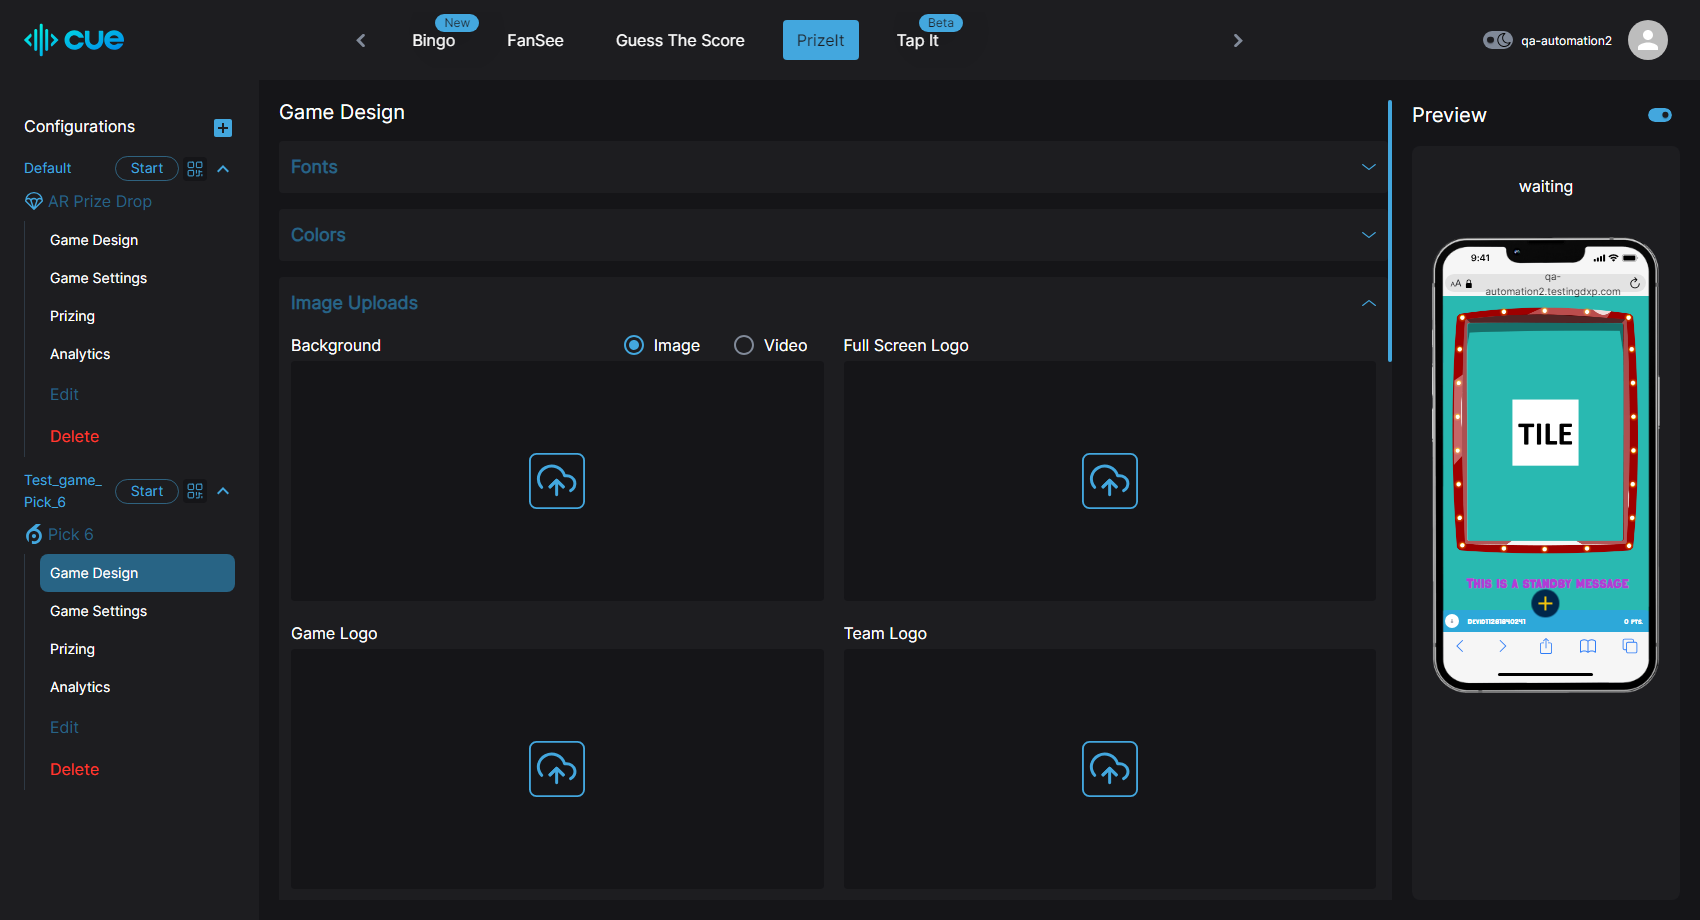 cue
New
Bingo
FanSee
Guess The Score
PrizeIt
Beta
Tap It
qa-automation2
Configurations
Default
Start
AR Prize Drop
Game Design
Game Settings
Prizing
Analytics
Edit
Delete
Test_game_
Pick_6
Start
Pick 6
Game Design
Game Settings
Prizing
Analytics
Edit
Delete
Game Design
Fonts
Colors
Image Uploads
Background
Image
Video
Full Screen Logo
Game Logo
Team Logo
Preview
waiting
9:41
AA
qa-
automation2.testingdxp.com
TILE
THIS IS A STANDBY MESSAGE
0 PTS.